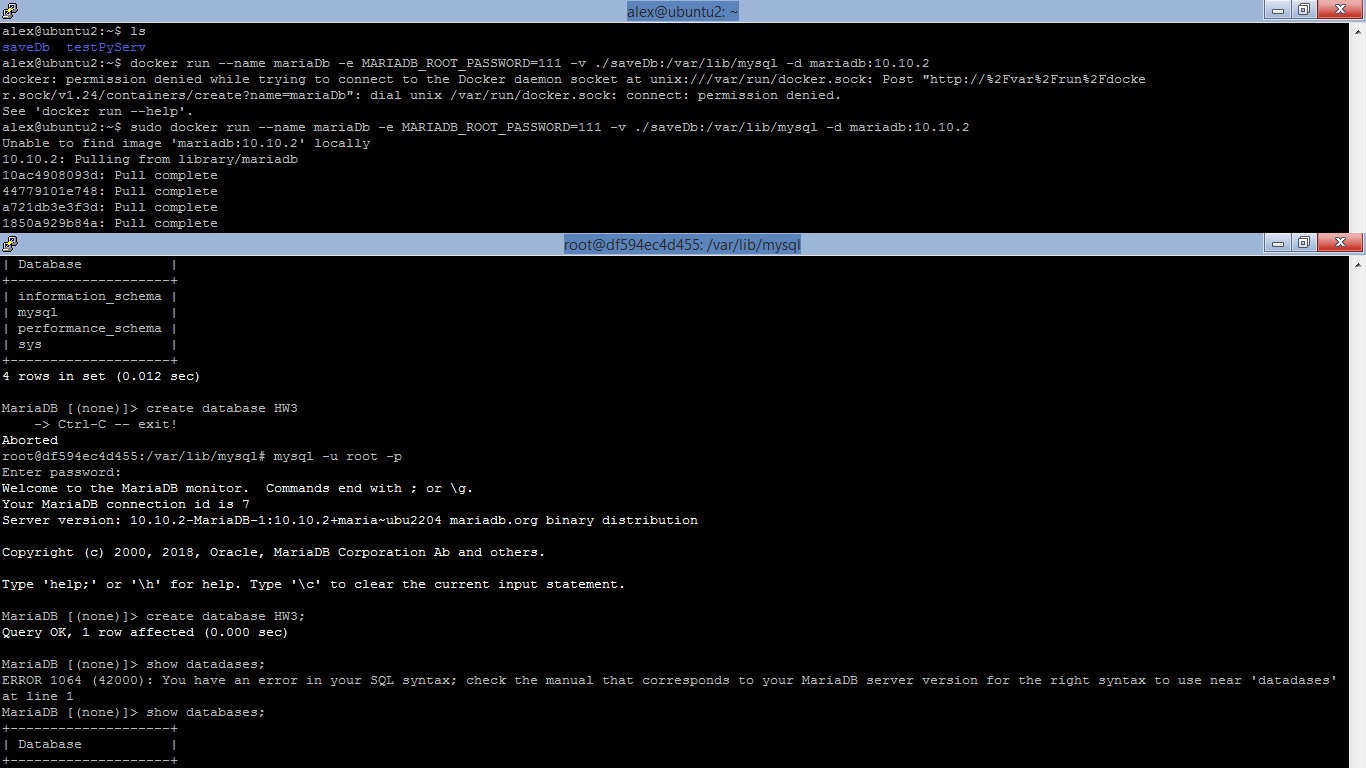 alex@ubuntu2: ~
alex@ubuntu2:~$ ls
saveDb  testPyServ
alex@ubuntu2:~$ docker run --name mariaDb -e MARIADB_ROOT_PASSWORD=111 -v ./saveDb:/var/lib/mysql -d mariadb:10.10.2
docker: permission denied while trying to connect to the Docker daemon socket at unix:///var/run/docker.sock: Post "http://%2Fvar%2Frun%2Fdocke
r.sock/v1.24/containers/create?name=mariaDb": dial unix /var/run/docker.sock: connect: permission denied.
See 'docker run --help'.
alex@ubuntu2:~$ sudo docker run --name mariaDb -e MARIADB_ROOT_PASSWORD=111 -v ./saveDb:/var/lib/mysql -d mariadb:10.10.2
Unable to find image 'mariadb:10.10.2' locally
10.10.2: Pulling from library/mariadb
10ac4908093d: Pull complete
44779101e748: Pull complete
a721db3e3f3d: Pull complete
1850a929b84a: Pull complete
root@df594ec4d455: /var/lib/mysql
| Database           |
+--------------------+
| information_schema |
| mysql              |
| performance_schema |
| sys                |
+--------------------+
4 rows in set (0.012 sec)
MariaDB [(none)]> create database HW3
    -> Ctrl-C -- exit!
Aborted
root@df594ec4d455:/var/lib/mysql# mysql -u root -p
Enter password:
Welcome to the MariaDB monitor.  Commands end with ; or \g.
Your MariaDB connection id is 7
Server version: 10.10.2-MariaDB-1:10.10.2+maria~ubu2204 mariadb.org binary distribution
Copyright (c) 2000, 2018, Oracle, MariaDB Corporation Ab and others.
Type 'help;' or '\h' for help. Type '\c' to clear the current input statement.
MariaDB [(none)]> create database HW3;
Query OK, 1 row affected (0.000 sec)
MariaDB [(none)]> show datadases;
ERROR 1064 (42000): You have an error in your SQL syntax; check the manual that corresponds to your MariaDB server version for the right syntax to use near 'datadases'
at line 1
MariaDB [(none)]> show databases;
+--------------------+
| Database           |
+--------------------+